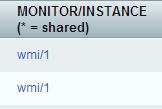 MONITOR/INSTANCE
(* = shared)
wmi/1
wmi/1